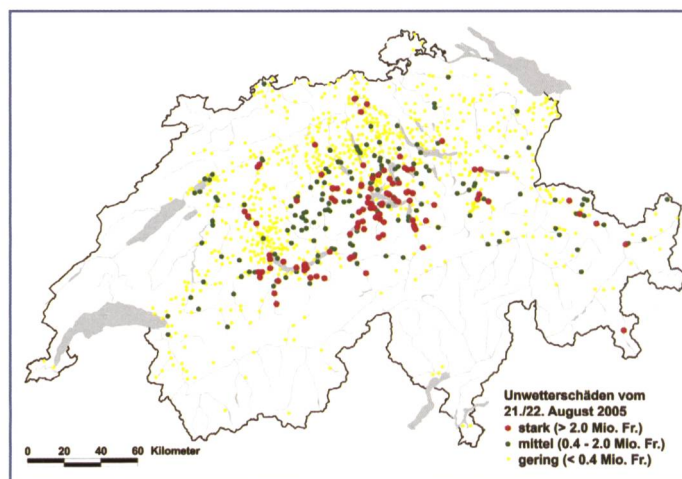 Unwetterschäden vom
21./22. August 2005
stark (> 2.0 Mio. Fr.)
mittel (0.4 - 2.0 Mio. Fr.)
gering (< 0.4 Mio. Fr.)
0 20 40 60 Kilometer